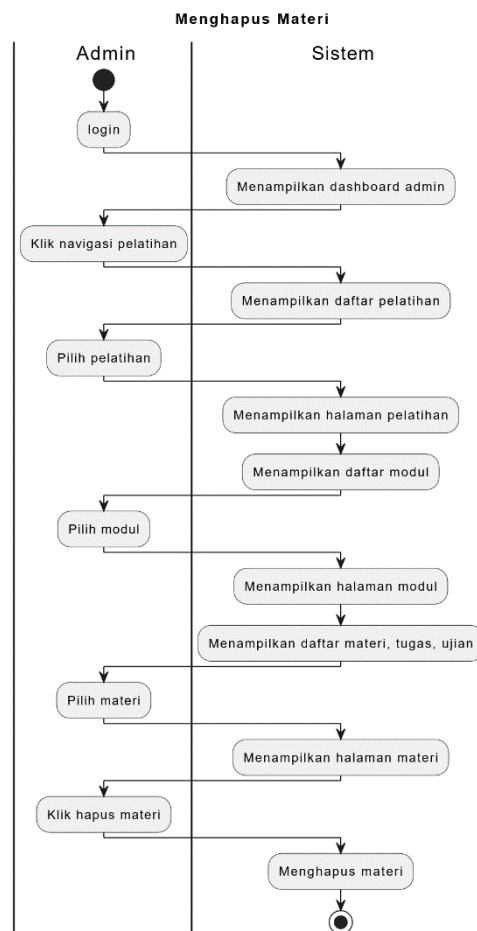 Menghapus Materi
Admin
Sistem
login
Menampilkan dashboard admin
Klik navigasi pelatihan
Menampilkan daftar pelatihan
Pilih pelatihan
Menampilkan halaman pelatihan
Menampilkan daftar modul
Pilih modul
Menampilkan halaman modul
Menampilkan daftar materi, tugas, ujian
Pilih materi
Menampilkan halaman materi
Klik hapus materi
Menghapus materi